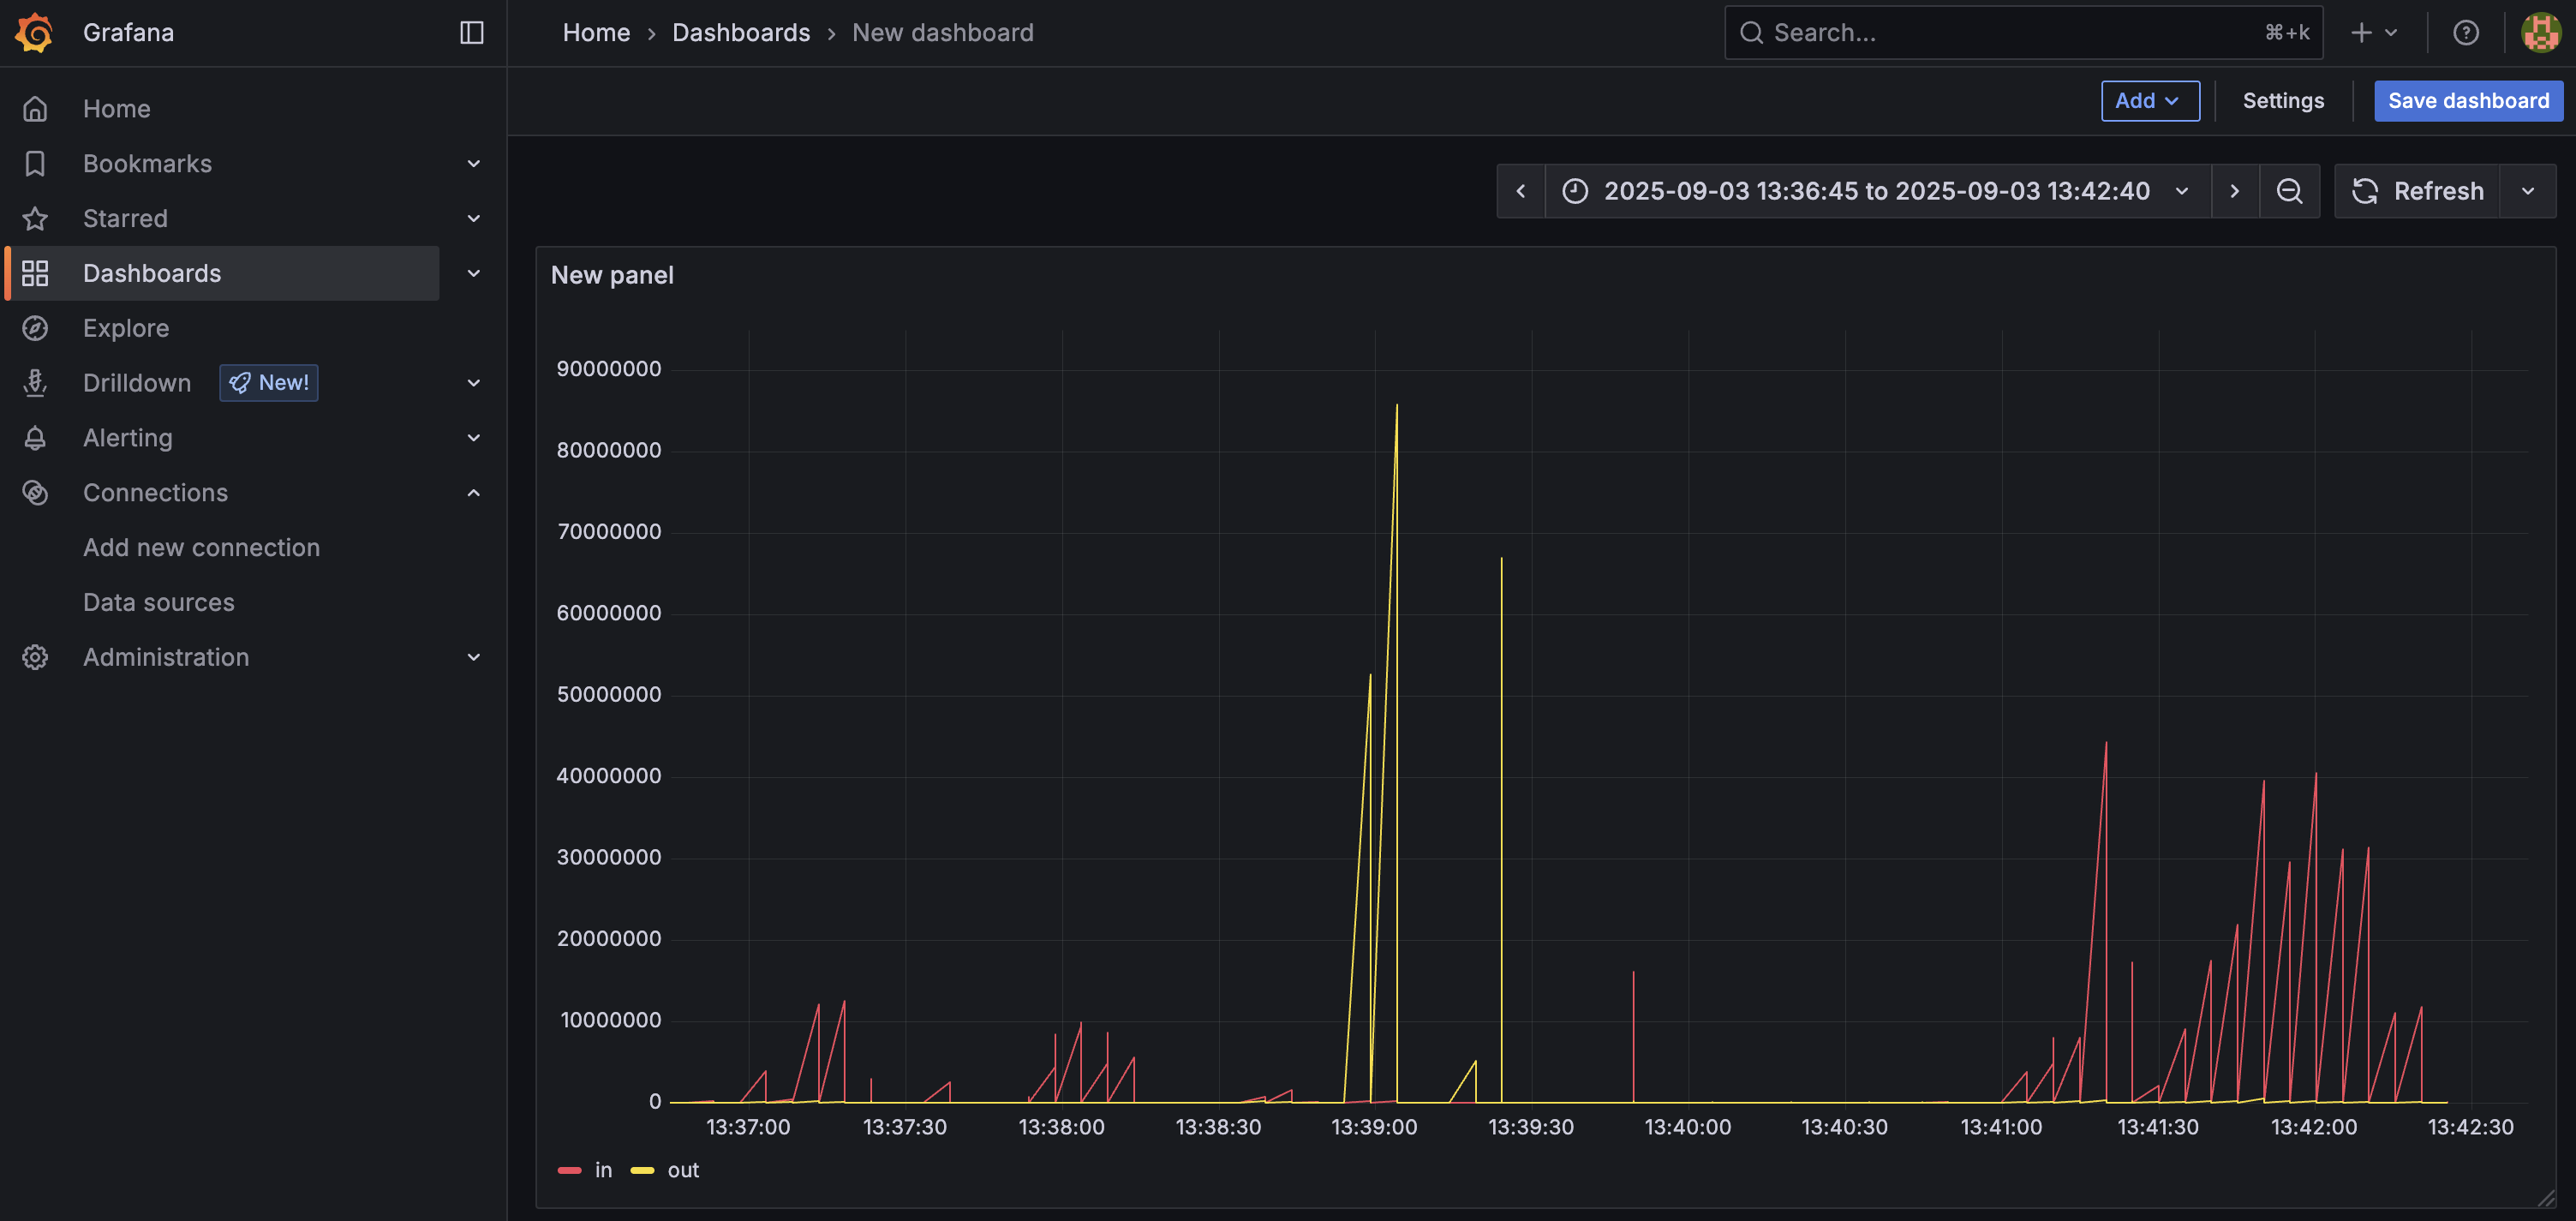 Grafana
Home › Dashboards › New dashboard
Search...
⌘+k
Add
Settings
Save dashboard
Home
Bookmarks
Starred
Dashboards
Explore
Drilldown
New!
Alerting
Connections
Add new connection
Data sources
Administration
2025-09-03 13:36:45 to 2025-09-03 13:42:40
Refresh
New panel
90000000
80000000
70000000
60000000
50000000
40000000
30000000
20000000
10000000
0
13:37:00 13:37:30 13:38:00 13:38:30 13:39:00 13:39:30 13:40:00 13:40:30 13:41:00 13:41:30 13:42:00 13:42:30
in out